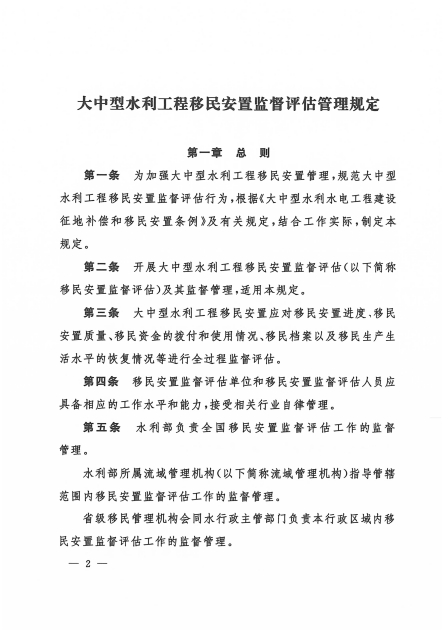 大中型水利工程移民安置监督评估管理规定
第一章 总 则
第一条 为加强大中型水利工程移民安置管理,规范大中型
水利工程移民安置监督评估行为,根据《大中型水利水电工程建设
征地补偿和移民安置条例》及有关规定,结合工作实际,制定本
规定。
第二条 开展大中型水利工程移民安置监督评估(以下简称
移民安置监督评估)及其监督管理,适用本规定。
第三条 大中型水利工程移民安置应对移民安置进度、移民
安置质量、移民资金的拨付和使用情况、移民档案以及移民生产生
活水平的恢复情况等进行全过程监督评估。
第四条 移民安置监督评估单位和移民安置监督评估人员应
具备相应的工作水平和能力,接受相关行业自律管理。
第五条 水利部负责全国移民安置监督评估工作的监督
管理。
水利部所属流域管理机构(以下简称流域管理机构)指导管辖
范围内移民安置监督评估工作的监督管理。
省级移民管理机构会同水行政主管部门负责本行政区域内移
民安置监督评估工作的监督管理。
— 2 —